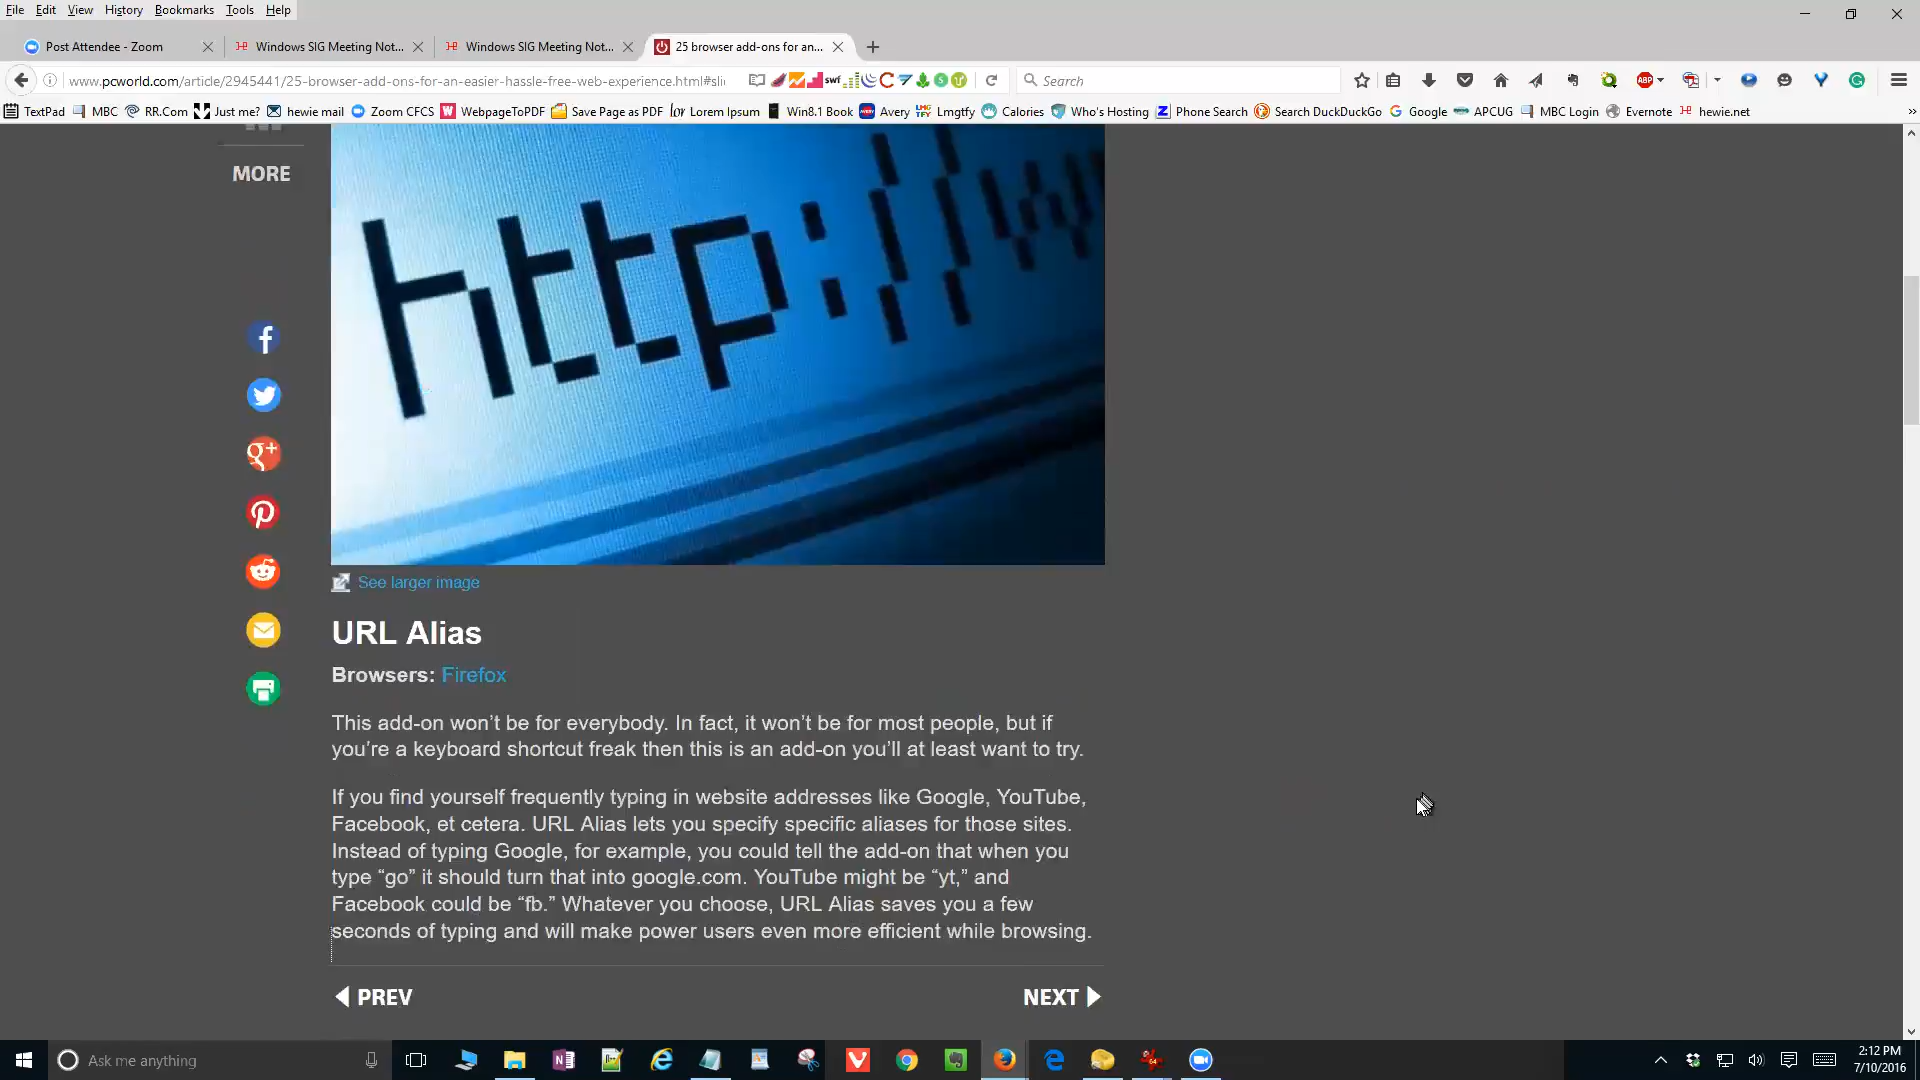 File Edit View History Bookmarks Tools Help
Post Attendee - Zoom
Windows SIG Meeting Not...
Windows SIG Meeting Not...
25 browser add-ons for an...
www.pcworld.com/article/2945441/25-browser-add-ons-for-an-easier-hassle-free-web-experience.html#slid
swf
Search
ABP
TextPad MBC RR.Com Just me? hewie mail Zoom CFCS WebpageToPDF Save Page as PDF Lorem Ipsum Win8.1 Book Avery Lmgtfy Calories Who's Hosting Phone Search Search DuckDuckGo Google APCUG MBC Login Evernote hewie.net
MORE
http://w
See larger image
URL Alias
Browsers: Firefox
This add-on won’t be for everybody. In fact, it won’t be for most people, but if
you’re a keyboard shortcut freak then this is an add-on you’ll at least want to try.
If you find yourself frequently typing in website addresses like Google, YouTube,
Facebook, et cetera. URL Alias lets you specify specific aliases for those sites.
Instead of typing Google, for example, you could tell the add-on that when you
type “go” it should turn that into google.com. YouTube might be “yt,” and
Facebook could be “fb.” Whatever you choose, URL Alias saves you a few
seconds of typing and will make power users even more efficient while browsing.
PREV
NEXT
Ask me anything
2:12 PM
7/10/2016